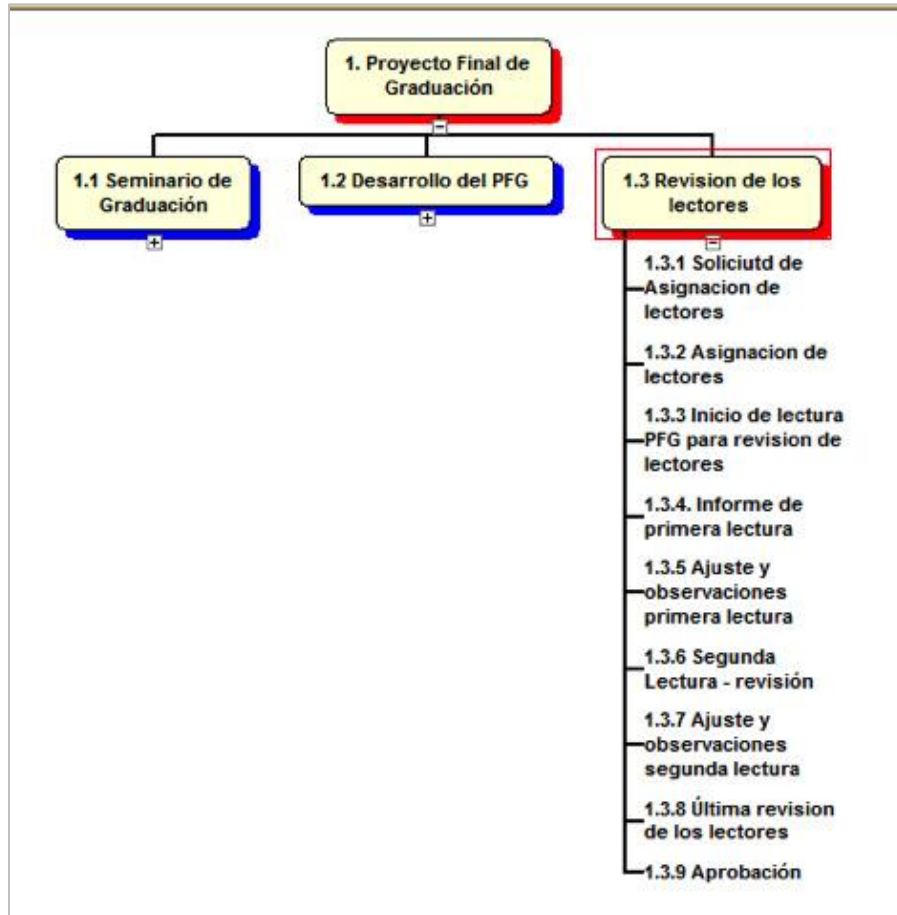 1. Proyecto Final de
Graduación
1.1 Seminario de
Graduación
1.2 Desarrollo del PFG
1.3 Revision de los
lectores
1.3.1 Soliciutd de
Asignacion de
lectores
1.3.2 Asignacion de
lectores
1.3.3 Inicio de lectura
PFG para revision de
lectores
1.3.4. Informe de
primera lectura
1.3.5 Ajuste y
observaciones
primera lectura
1.3.6 Segunda
Lectura - revisión
1.3.7 Ajuste y
observaciones
segunda lectura
1.3.8 Última revision
de los lectores
1.3.9 Aprobación